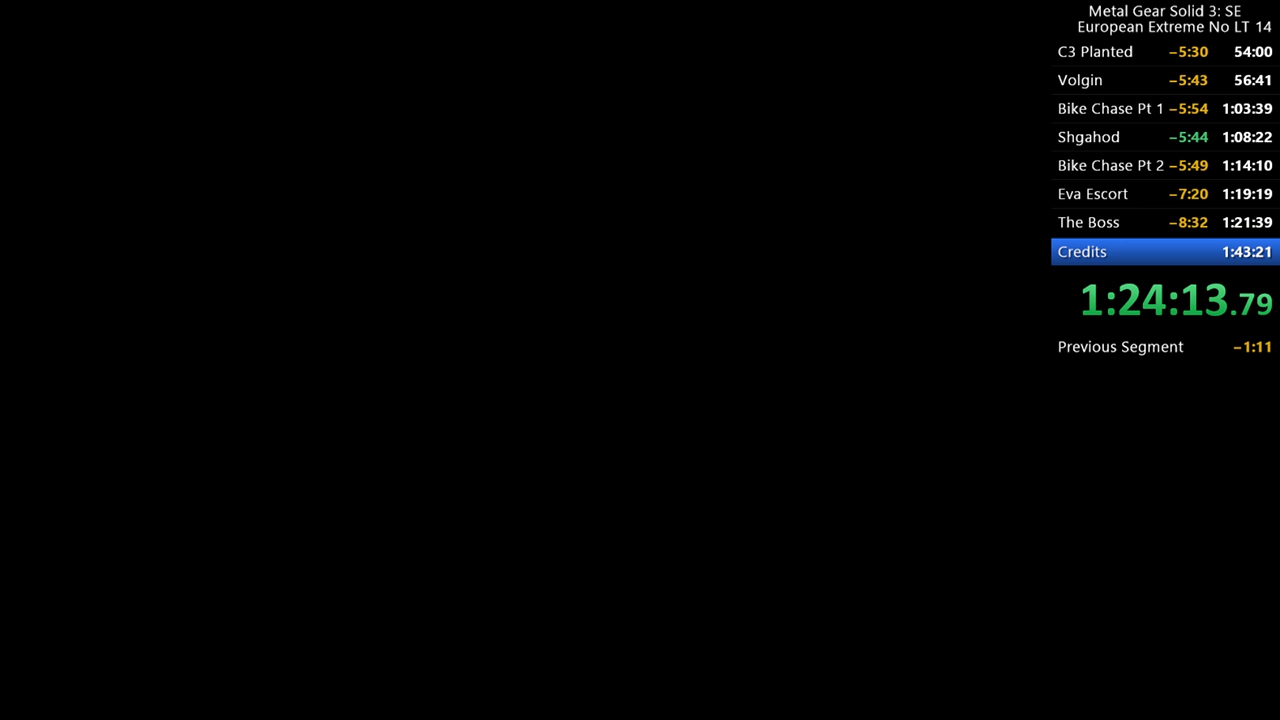 Metal Gear Solid 3: SE
European Extreme No LT 14
C3 Planted −5:30 54:00
Volgin −5:43 56:41
Bike Chase Pt 1 −5:54 1:03:39
Shgahod −5:44 1:08:22
Bike Chase Pt 2 −5:49 1:14:10
Eva Escort −7:20 1:19:19
The Boss −8:32 1:21:39
Credits 1:43:21
1:24:13.79
Previous Segment −1:11